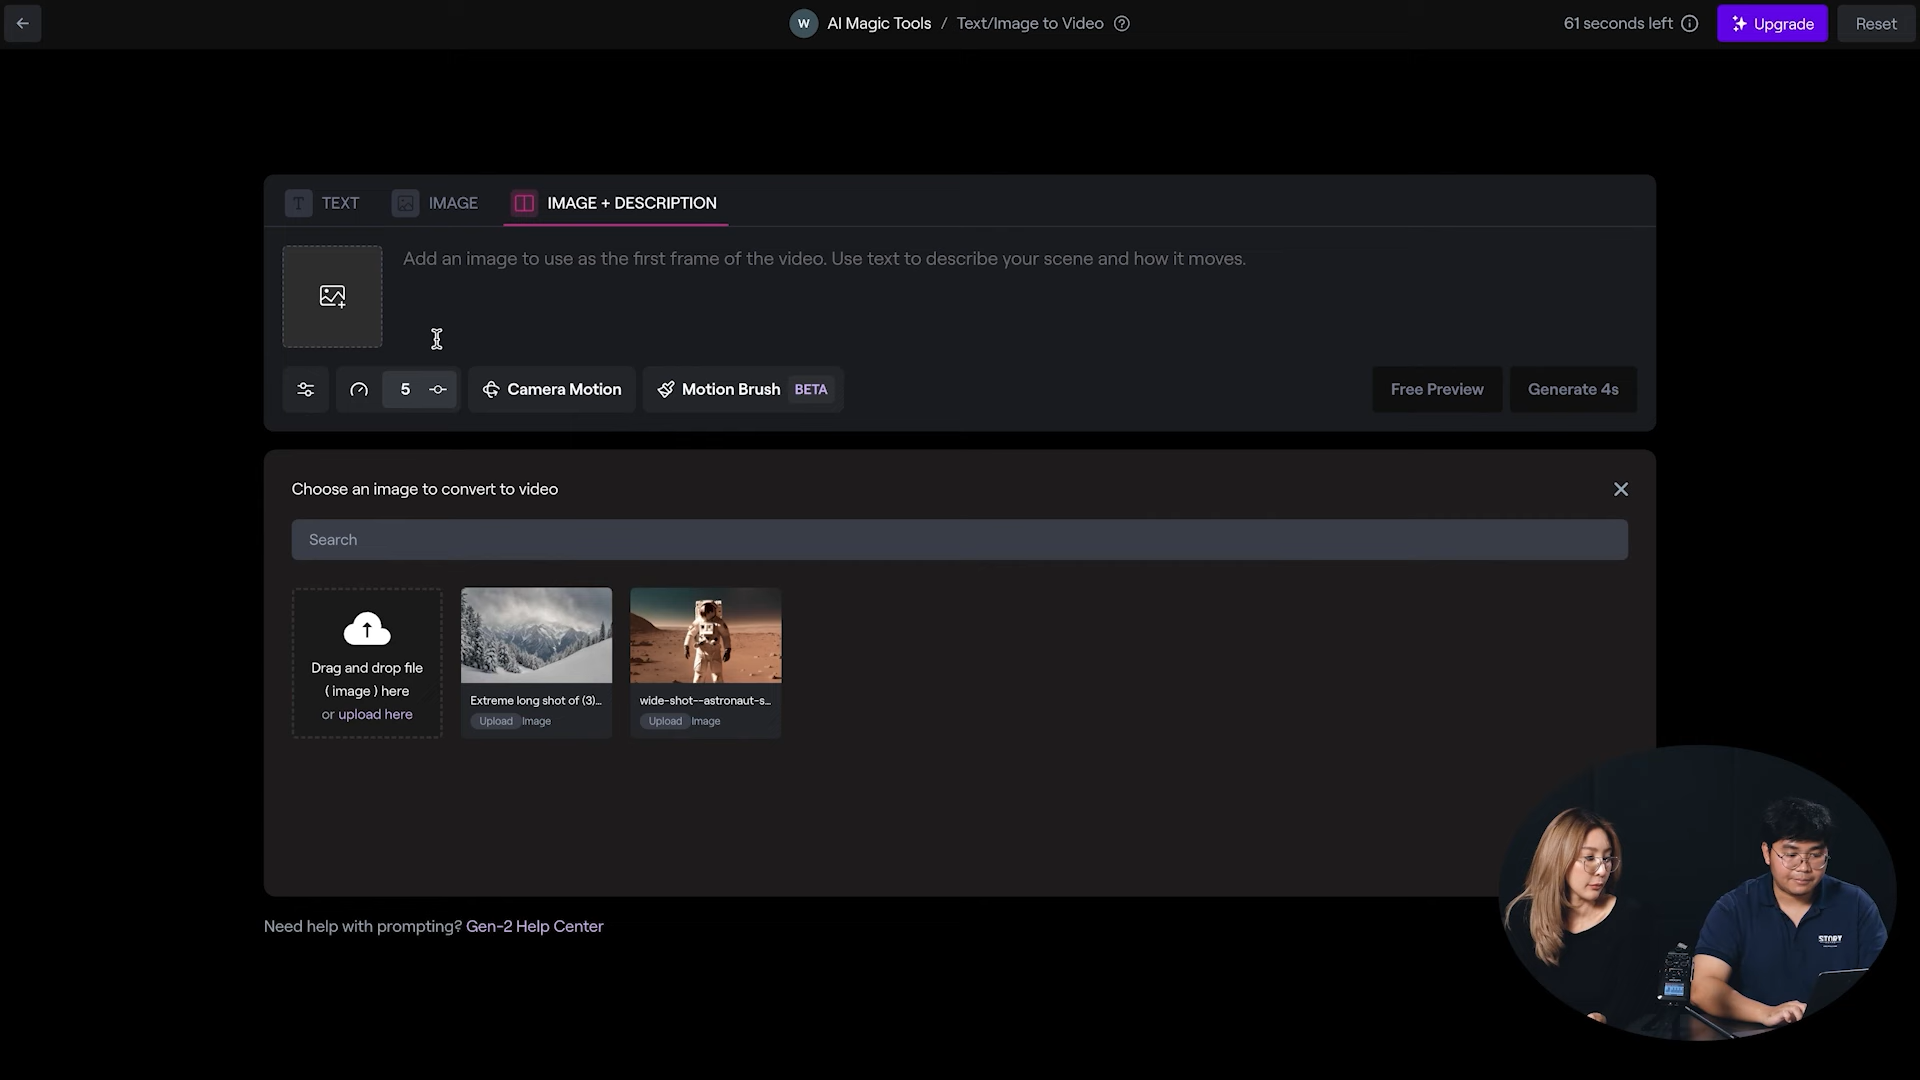 W AI Magic Tools / Text/Image to Video
61 seconds left
Upgrade
Reset
T TEXT
IMAGE
IMAGE + DESCRIPTION
Add an image to use as the first frame of the video. Use text to describe your scene and how it moves.
5
Camera Motion
Motion Brush BETA
Free Preview
Generate 4s
Choose an image to convert to video
Search
Drag and drop file
( image ) here
or upload here
Extreme long shot of (3)...
Upload Image
wide-shot--astronaut-s...
Upload Image
Need help with prompting? Gen-2 Help Center
STORY